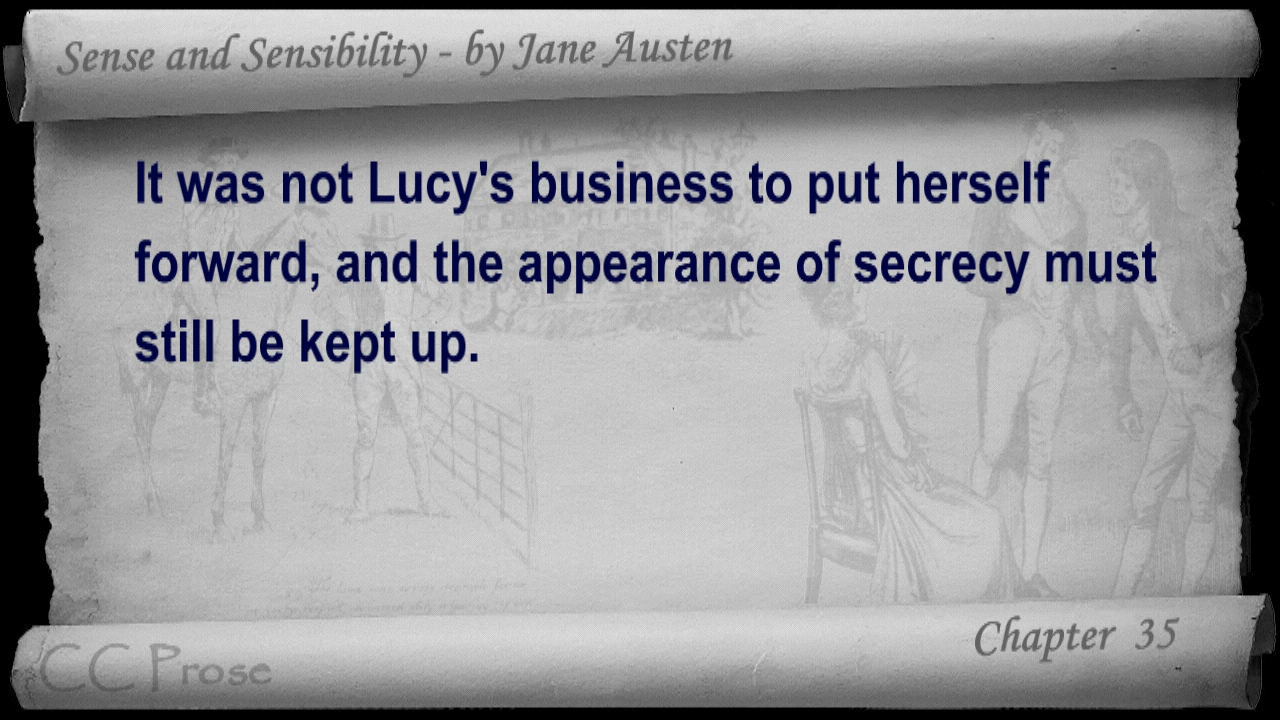 Sense and Sensibility - by Jane Austen
It was not Lucy's business to put herself
forward, and the appearance of secrecy must
still be kept up.
Chapter 35
CC Prose